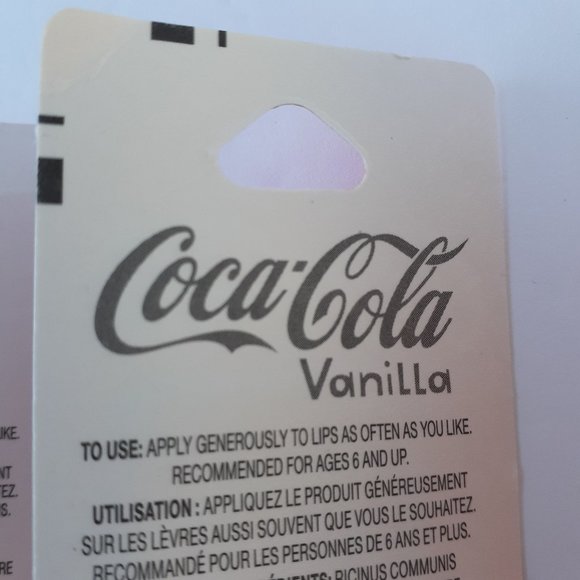 Coca-Cola
Vanilla
TO USE: APPLY GENEROUSLY TO LIPS AS OFTEN AS YOU LIKE.
RECOMMENDED FOR AGES 6 AND UP.
UTILISATION : APPLIQUEZ LE PRODUIT GÉNÉREUSEMENT
SUR LES LÈVRES AUSSI SOUVENT QUE VOUS LE SOUHAITEZ.
RECOMMANDÉ POUR LES PERSONNES DE 6 ANS ET PLUS.
RICINUS COMMUNIS